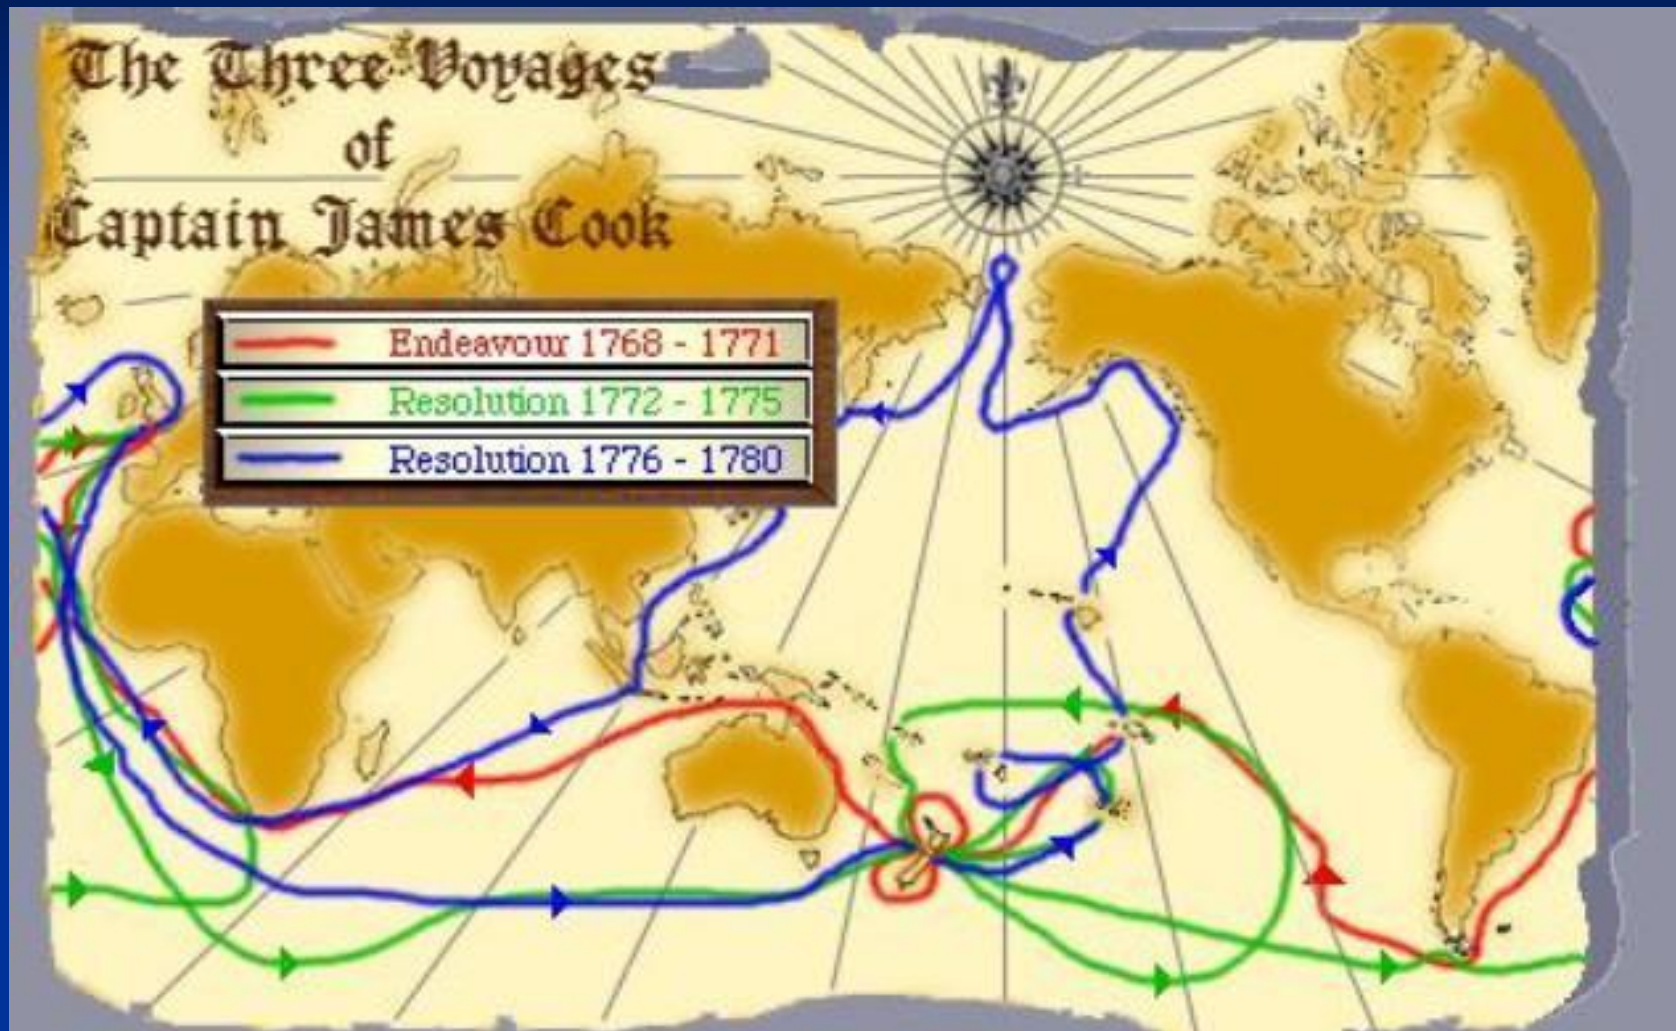 The Three Voyages
of
Captain James Cook
Endeavour 1768 - 1771
Resolution 1772 - 1775
Resolution 1776 - 1780